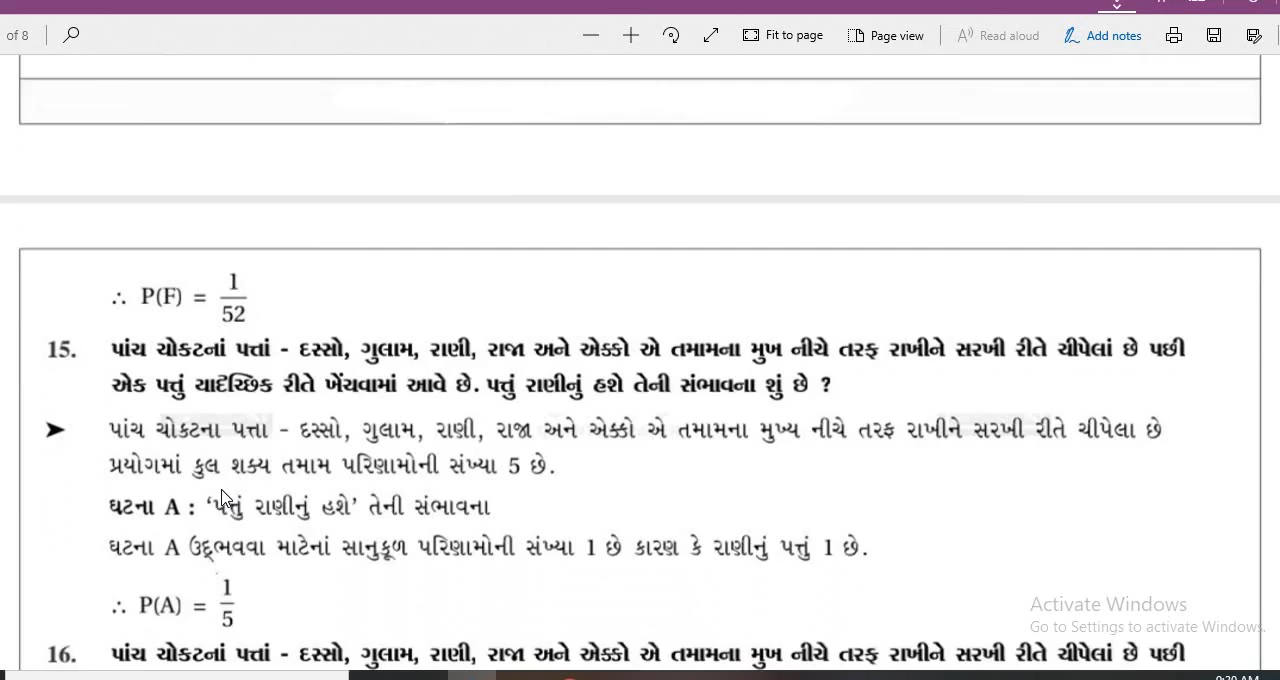 of 8
Fit to page
Page view
Read aloud
Add notes
∴ P(F) = 1/52
15. પાંચ ચોકટનાં પત્તાં - દસ્સો, ગુલામ, રાણી, રાજા અને એક્કો એ તમામના મુખ નીચે તરફ રાખીને સરખી રીતે ચીપેલાં છે પછી
એક પત્તું યાદૅચ્છિક રીતે ખેંચવામાં આવે છે. પત્તું રાણીનું હશે તેની સંભાવના શું છે ?
➤ પાંચ ચોકટના પત્તા - દસ્સો, ગુલામ, રાણી, રાજા અને એક્કો એ તમામના મુખ્ય નીચે તરફ રાખીને સરખી રીતે ચીપેલા છે
પ્રયોગમાં કુલ શક્ય તમામ પરિણામોની સંખ્યા 5 છે.
ઘટના A : ‘પત્તું રાણીનું હશે’ તેની સંભાવના
ઘટના A ઉદ્ભવવા માટેનાં સાનુકૂળ પરિણામોની સંખ્યા 1 છે કારણ કે રાણીનું પત્તું 1 છે.
∴ P(A) = 1/5
Activate Windows
Go to Settings to activate Windows.
16. પાંચ ચોકટનાં પત્તાં - દસ્સો, ગુલામ, રાણી, રાજા અને એક્કો એ તમામના મુખ નીચે તરફ રાખીને સરખી રીતે ચીપેલાં છે પછી